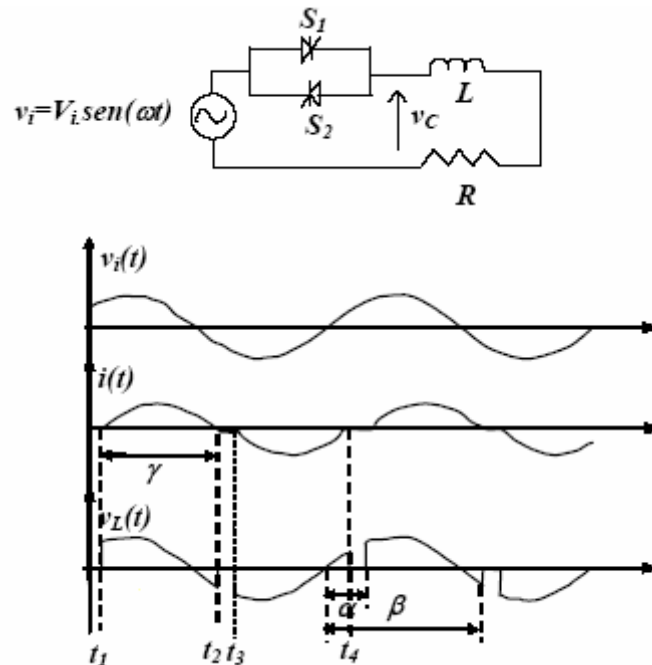 S1
vi=Vi.sen(ωt)
S2
vC
L
R
vi(t)
i(t)
γ
vL(t)
α
β
t1 t2 t3 t4